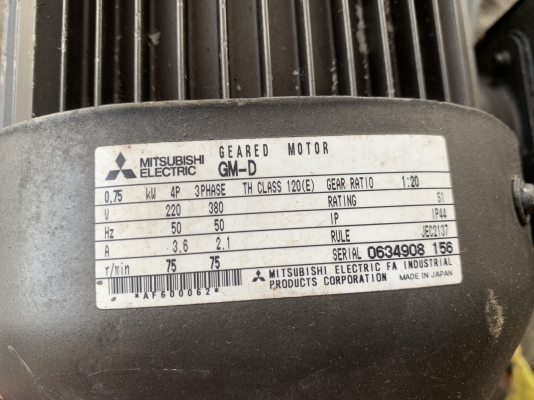 GEARED MOTOR
MITSUBISHI ELECTRIC GM-D
0.75 kW 4P 3PHASE TH CLASS 120(E) GEAR RATIO 1:20
V 220 380 RATING S1
Hz 50 50 IP IP44
A 3.6 2.1 RULE JEC2137
r/min 75 75 SERIAL 0634908 156
*AF600062* MITSUBISHI ELECTRIC FA INDUSTRIAL
PRODUCTS CORPORATION MADE IN JAPAN